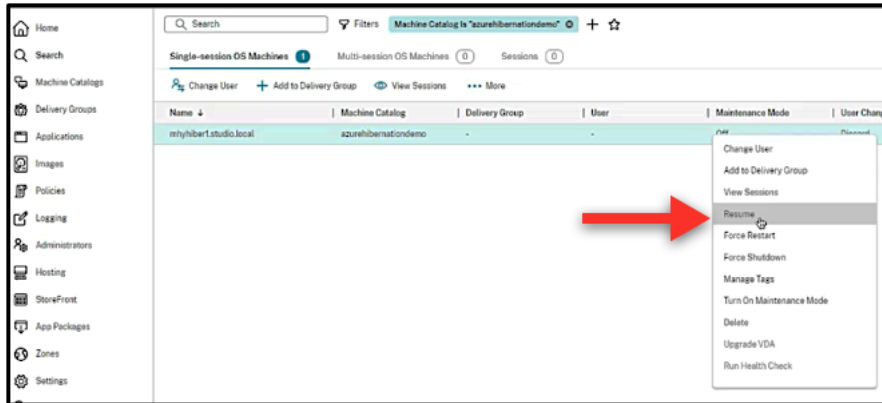 Home
Search
Machine Catalogs
Delivery Groups
Applications
Images
Policies
Logging
Administrators
Hosting
StoreFront
App Packages
Zones
Settings
Search Filters Machine Catalog Is "azurehibernationdemo"
Single-session OS Machines 1 Multi-session OS Machines (0) Sessions (0)
Change User Add to Delivery Group View Sessions More
Name Machine Catalog Delivery Group User Maintenance Mode User Chan
mhyhiber1.studio.local azurehibernationdemo - - Off Discard
Change User
Add to Delivery Group
View Sessions
Resume
Force Restart
Force Shutdown
Manage Tags
Turn On Maintenance Mode
Delete
Upgrade VDA
Run Health Check